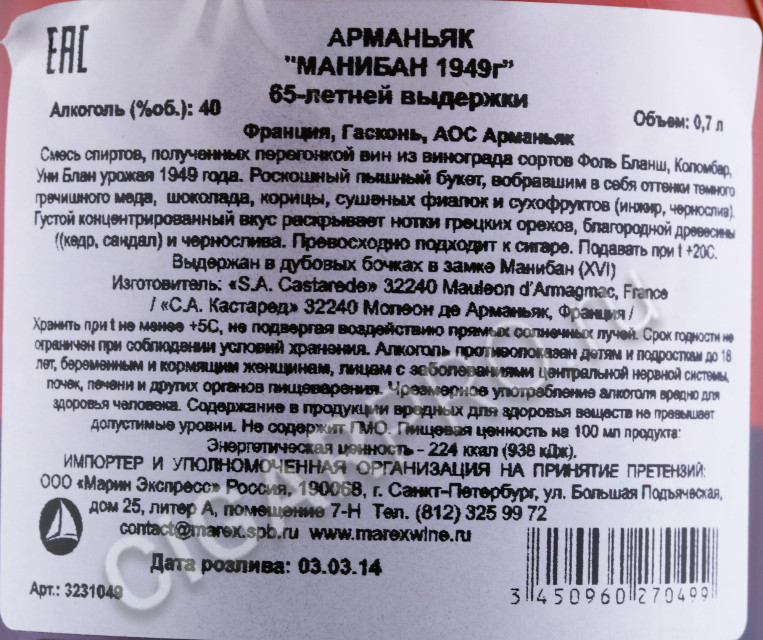 EAC
АРМАНЬЯК
"МАНИБАН 1949г"
65-летней выдержки
Алкоголь (%об.): 40
Объем: 0,7 л
Франция, Гасконь, АОС Арманьяк
Смесь спиртов, полученных перегонкой вин из винограда сортов Фоль Бланш, Коломбар,
Уни Блан урожая 1949 года. Роскошный пышный букет, вобравшим в себя оттенки темного
гречишного меда, шоколада, корицы, сушеных фиалок и сухофруктов (инжир, чернослив).
Густой концентрированный вкус раскрывает нотки грецких орехов, благородной древесины
((кедр, сандал) и чернослива. Превосходно подходит к сигаре. Подавать при t +20С.
Выдержан в дубовых бочках в замке Манибан (XVI)
Изготовитель: «S.A. Castarede» 32240 Mauleon d'Armagmac, France
/ «С.А. Кастаред» 32240 Молеон де Арманьяк, Франция /
Хранить при t не менее +5С, не подвергая воздействию прямых солнечных лучей. Срок годности не
ограничен при соблюдении условий хранения. Алкоголь противопоказан детям и подросткам до 18
лет, беременным и кормящим женщинам, лицам с заболеваниями центральной нервной системы,
почек, печени и других органов пищеварения. Чрезмерное употребление алкоголя вредно для
здоровья человека. Содержание в продукции вредных для здоровья веществ не превышает
допустимые уровни. Не содержит ГМО. Пищевая ценность на 100 мл продукта:
Энергетическая ценность - 224 ккал (938 кДж).
ИМПОРТЕР И УПОЛНОМОЧЕННАЯ ОРГАНИЗАЦИЯ НА ПРИНЯТИЕ ПРЕТЕНЗИЙ:
ООО «Марин Экспресс» Россия, 190068, г. Санкт-Петербург, ул. Большая Подъяческая,
дом 25, литер А, помещение 7-Н Тел. (812) 325 99 72
contact@marex.spb.ru www.marexwine.ru
Дата розлива: 03.03.14
Арт.: 3231049
3 450960 270499